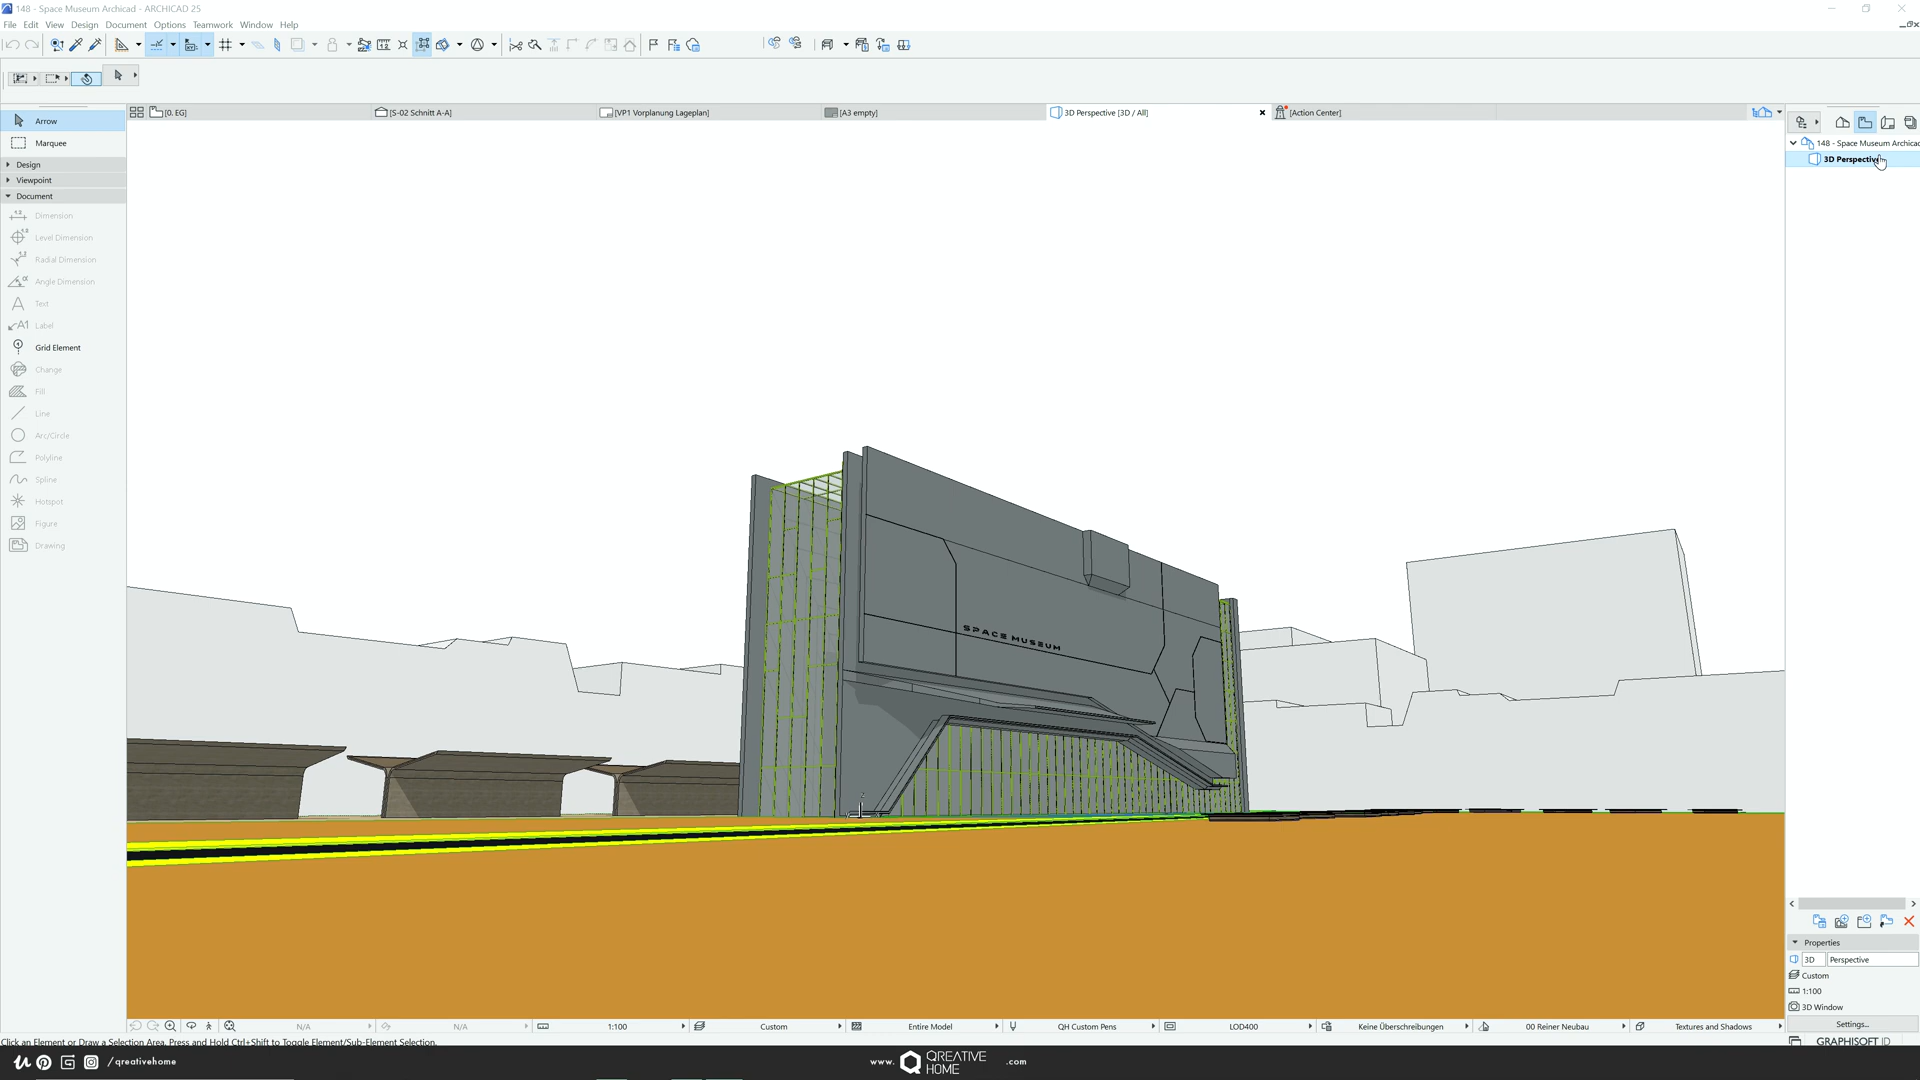 148 - Space Museum Archicad - ARCHICAD 25
File Edit View Design Document Options Teamwork Window Help
[0. EG]
[S-02 Schnitt A-A]
[VP1 Vorplanung Lageplan]
[A3 empty]
3D Perspective [3D / All]
[Action Center]
Arrow
Marquee
Design
Viewpoint
Document
Dimension
Level Dimension
Radial Dimension
Angle Dimension
Text
A1 Label
Grid Element
Change
Fill
Line
Arc/Circle
Polyline
Spline
Hotspot
Figure
Drawing
148 - Space Museum Archicad
3D Perspective
SPACE MUSEUM
Properties
3D Perspective
Custom
1:100
3D Window
Settings...
N/A
N/A
1:100
Custom
Entire Model
QH Custom Pens
LOD400
Keine Überschreibungen
00 Reiner Neubau
Textures and Shadows
Click an Element or Draw a Selection Area. Press and Hold Ctrl+Shift to Toggle Element/Sub-Element Selection.
GRAPHISOFT ID
/qreativehome
www. QREATIVE HOME .com